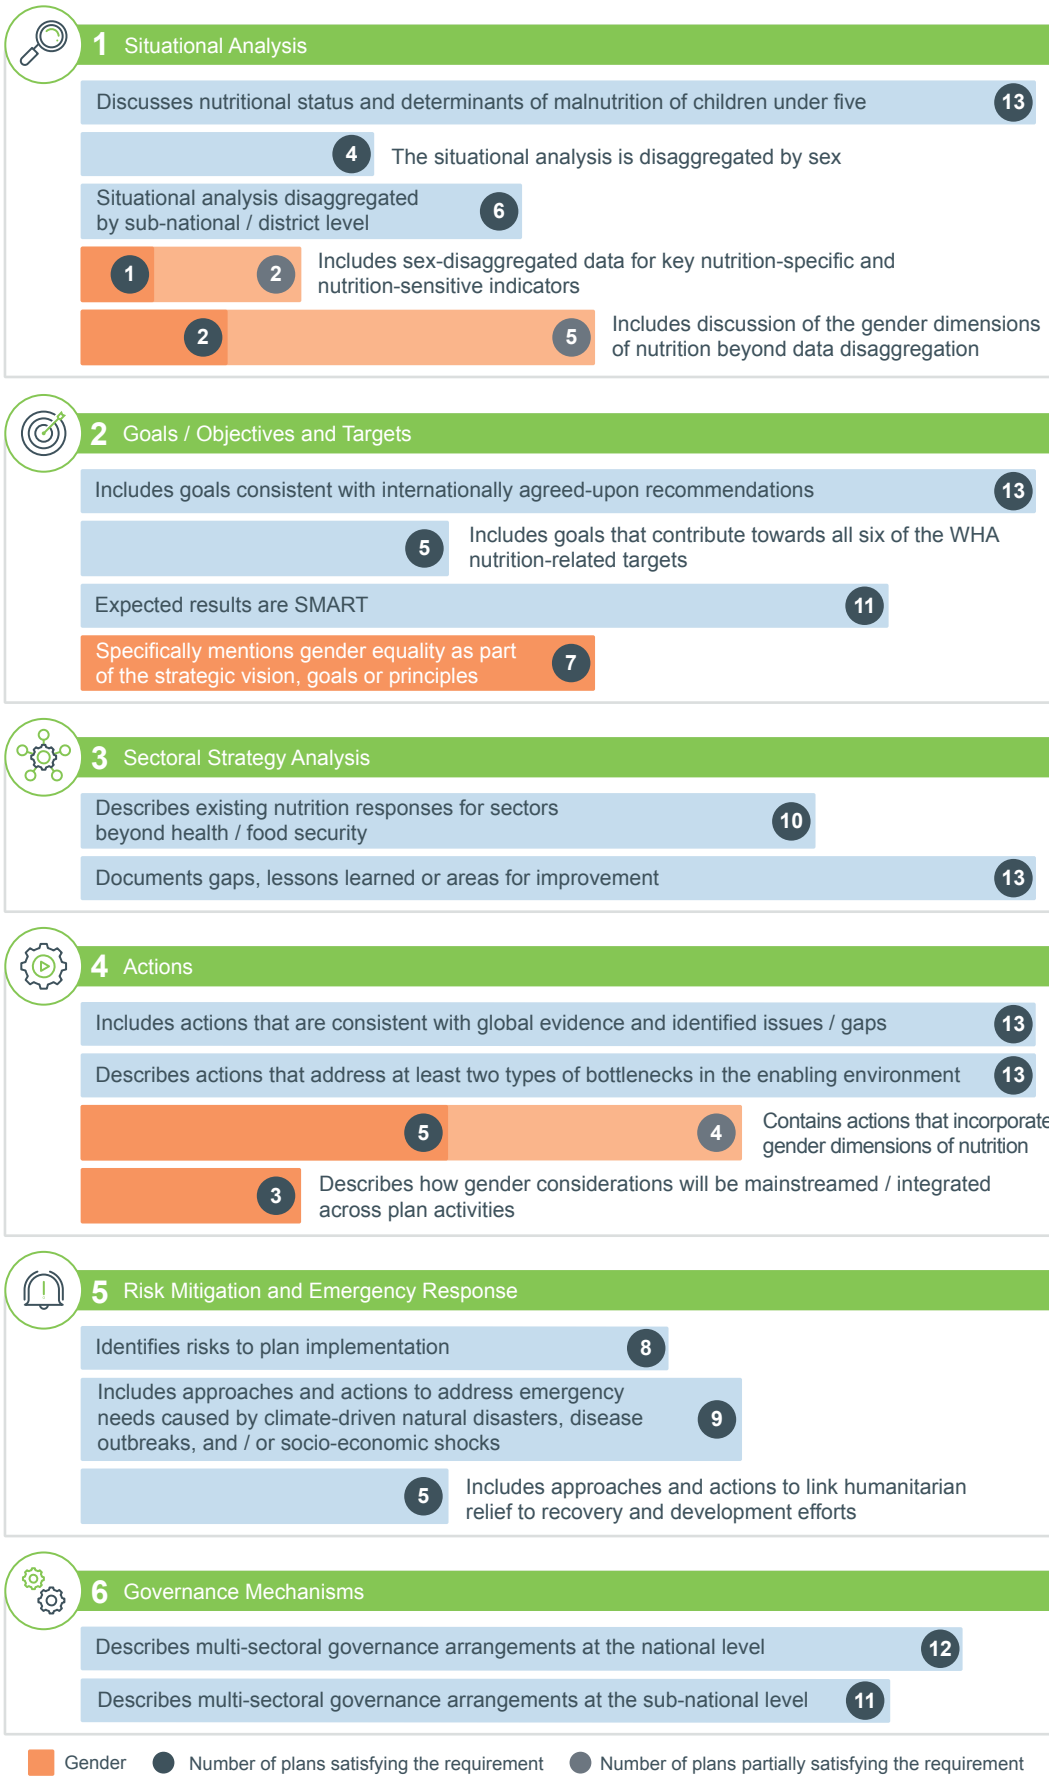 1 Situational Analysis
Discusses nutritional status and determinants of malnutrition of children under five 13
4 The situational analysis is disaggregated by sex
Situational analysis disaggregated
by sub-national / district level 6
1 2 Includes sex-disaggregated data for key nutrition-specific and
nutrition-sensitive indicators
2 5 Includes discussion of the gender dimensions
of nutrition beyond data disaggregation
2 Goals / Objectives and Targets
Includes goals consistent with internationally agreed-upon recommendations 13
5 Includes goals that contribute towards all six of the WHA
nutrition-related targets
Expected results are SMART 11
Specifically mentions gender equality as part
of the strategic vision, goals or principles 7
3 Sectoral Strategy Analysis
Describes existing nutrition responses for sectors
beyond health / food security 10
Documents gaps, lessons learned or areas for improvement 13
4 Actions
Includes actions that are consistent with global evidence and identified issues / gaps 13
Describes actions that address at least two types of bottlenecks in the enabling environment 13
5 4 Contains actions that incorporate
gender dimensions of nutrition
3 Describes how gender considerations will be mainstreamed / integrated
across plan activities
5 Risk Mitigation and Emergency Response
Identifies risks to plan implementation 8
Includes approaches and actions to address emergency
needs caused by climate-driven natural disasters, disease
outbreaks, and / or socio-economic shocks 9
5 Includes approaches and actions to link humanitarian
relief to recovery and development efforts
6 Governance Mechanisms
Describes multi-sectoral governance arrangements at the national level 12
Describes multi-sectoral governance arrangements at the sub-national level 11
Gender Number of plans satisfying the requirement Number of plans partially satisfying the requirement